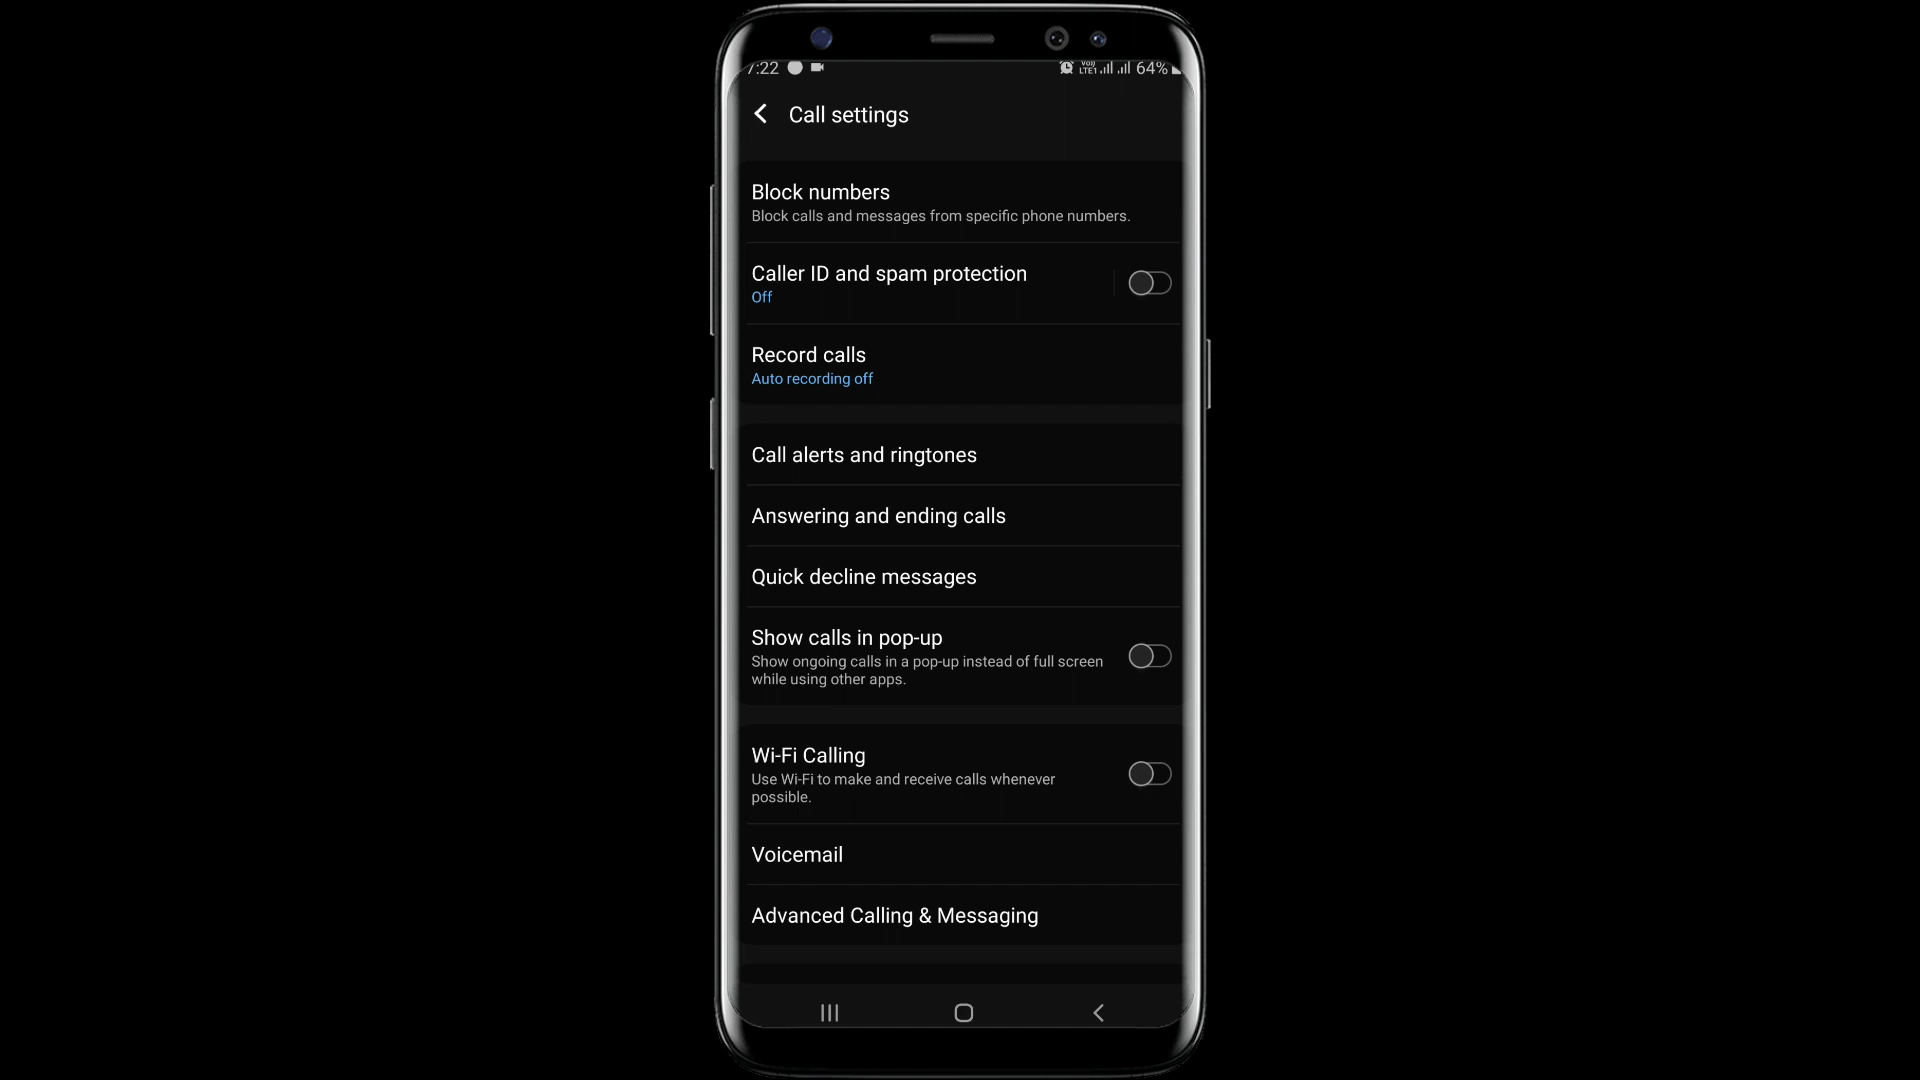 7:22
Vo)) LTE1 64%
Call settings
Block numbers
Block calls and messages from specific phone numbers.
Caller ID and spam protection
Off
Record calls
Auto recording off
Call alerts and ringtones
Answering and ending calls
Quick decline messages
Show calls in pop-up
Show ongoing calls in a pop-up instead of full screen
while using other apps.
Wi-Fi Calling
Use Wi-Fi to make and receive calls whenever
possible.
Voicemail
Advanced Calling & Messaging